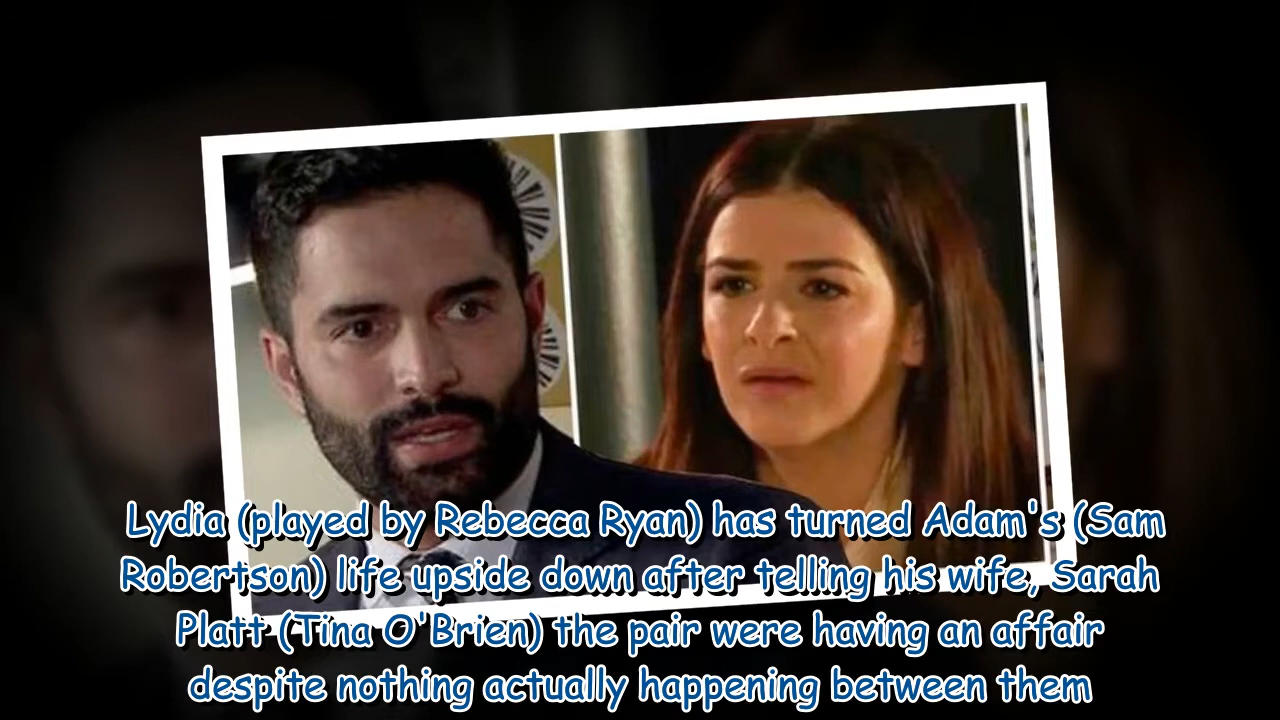 Lydia (played by Rebecca Ryan) has turned Adam's (Sam
Robertson) life upside down after telling his wife, Sarah
Platt (Tina O'Brien) the pair were having an affair
despite nothing actually happening between them